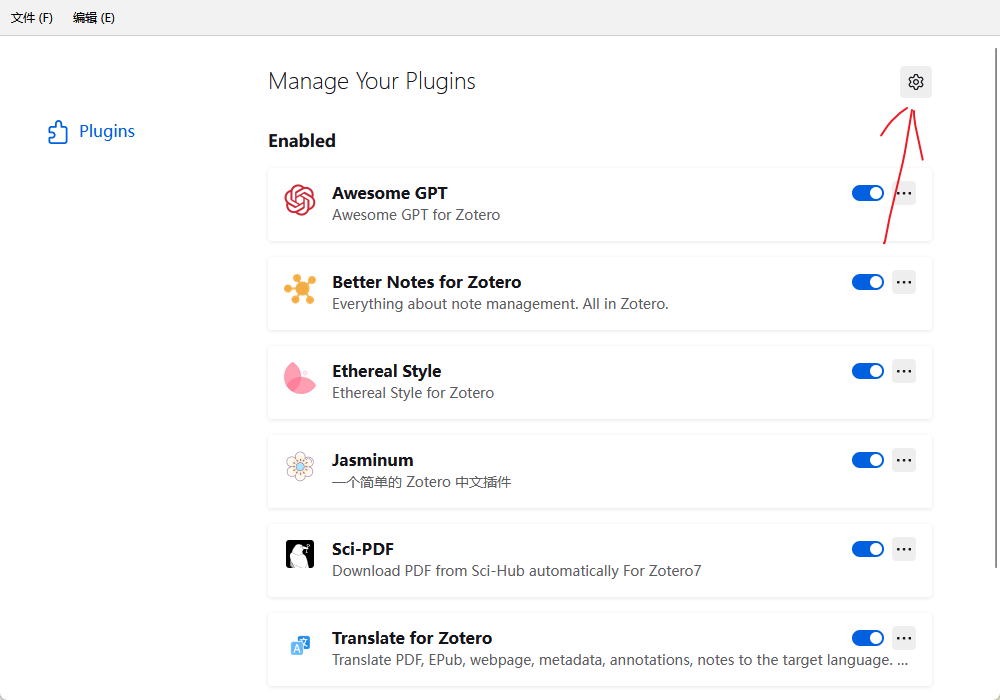 文件 (F) 编辑 (E)
Manage Your Plugins
Plugins
Enabled
Awesome GPT
Awesome GPT for Zotero
Better Notes for Zotero
Everything about note management. All in Zotero.
Ethereal Style
Ethereal Style for Zotero
Jasminum
一个简单的 Zotero 中文插件
Sci-PDF
Download PDF from Sci-Hub automatically For Zotero7
Translate for Zotero
Translate PDF, EPub, webpage, metadata, annotations, notes to the target language. ...